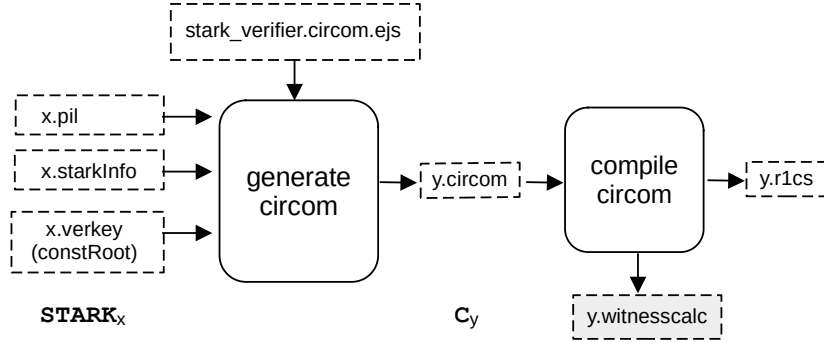 stark_verifier.circom.ejs
x.pil
x.starkInfo
x.verkey
(constRoot)
generate
circom
y.circom
compile
circom
y.r1cs
y.witnesscalc
STARKx
Cy